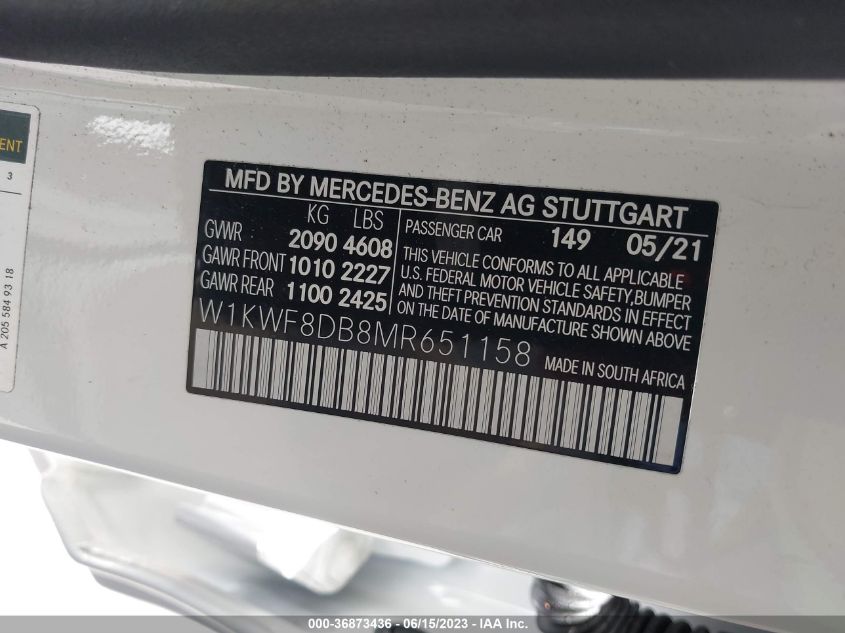 ENT
3
A 205 584 93 18
MFD BY MERCEDES-BENZ AG STUTTGART
KG LBS
GVWR 2090 4608
GAWR FRONT 1010 2227
GAWR REAR 1100 2425
PASSENGER CAR 149 05/21
THIS VEHICLE CONFORMS TO ALL APPLICABLE
U.S. FEDERAL MOTOR VEHICLE SAFETY, BUMPER
AND THEFT PREVENTION STANDARDS IN EFFECT
ON THE DATE OF MANUFACTURE SHOWN ABOVE
W1KWF8DB8MR651158
MADE IN SOUTH AFRICA
000-36873436 - 06/15/2023 - IAA Inc.